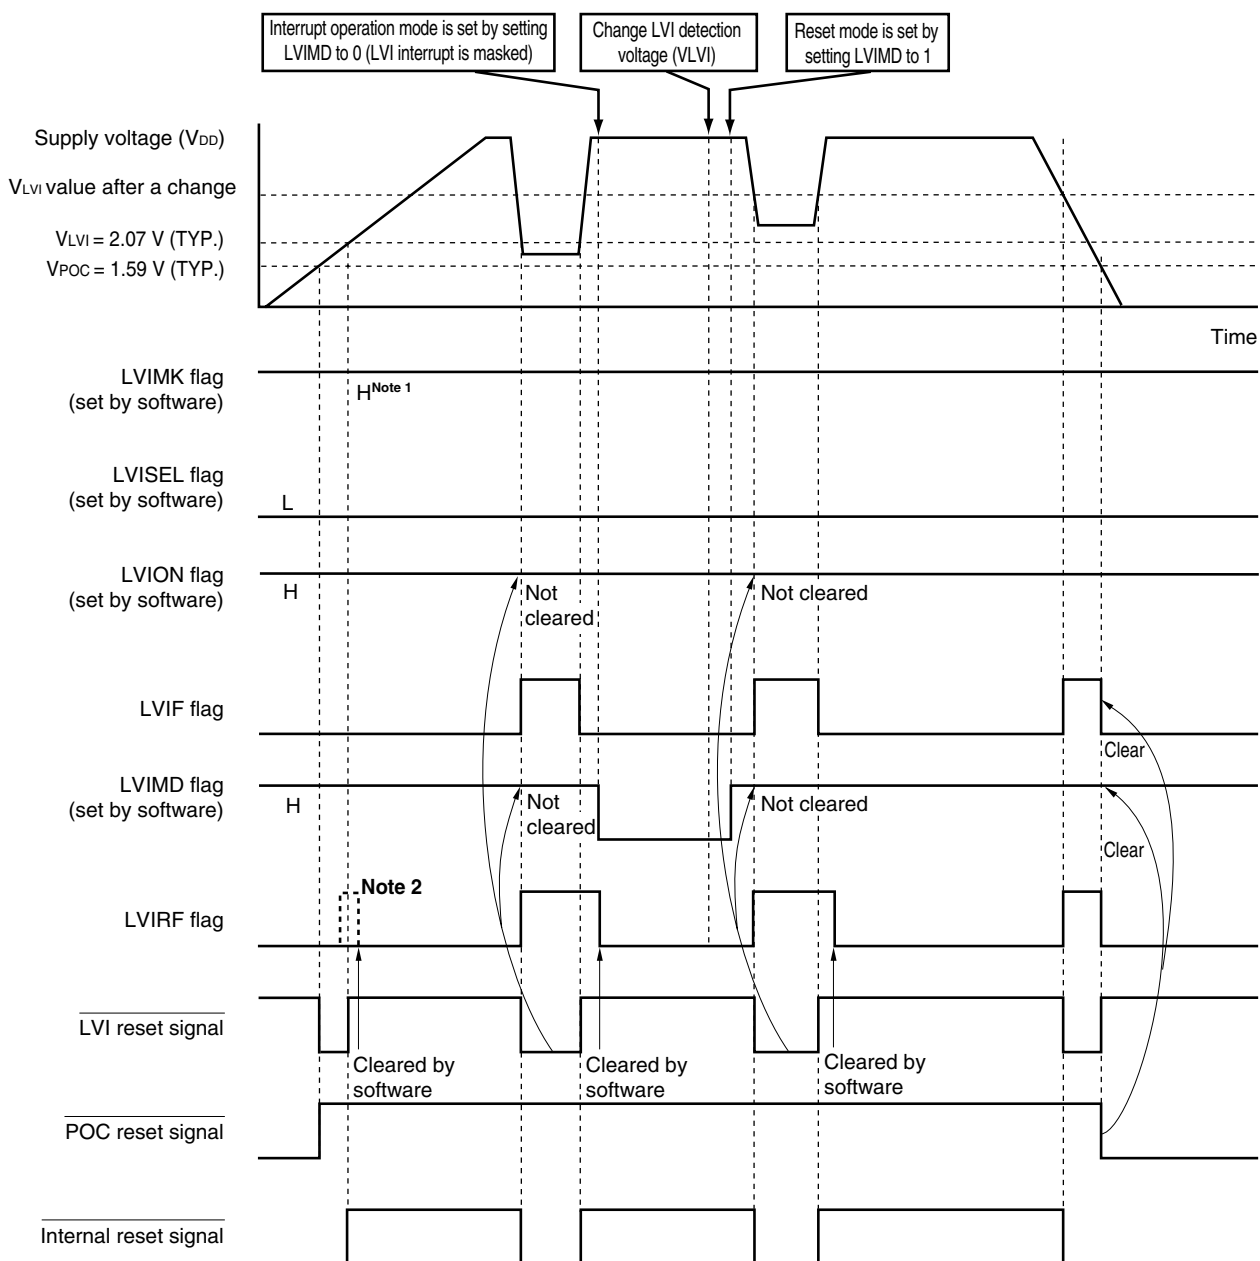 Interrupt operation mode is set by setting
LVIMD to 0 (LVI interrupt is masked)
Change LVI detection
voltage (VLVI)
Reset mode is set by
setting LVIMD to 1
Supply voltage (VDD)
VLVI value after a change
VLVI = 2.07 V (TYP.)
VPOC = 1.59 V (TYP.)
Time
LVIMK flag
(set by software)
H Note 1
LVISEL flag
(set by software)
L
LVION flag
(set by software)
H
Not
cleared
Not cleared
LVIF flag
Clear
LVIMD flag
(set by software)
H
Not
cleared
Not cleared
Clear
Note 2
LVIRF flag
LVI reset signal
Cleared by
software
Cleared by
software
Cleared by
software
POC reset signal
Internal reset signal